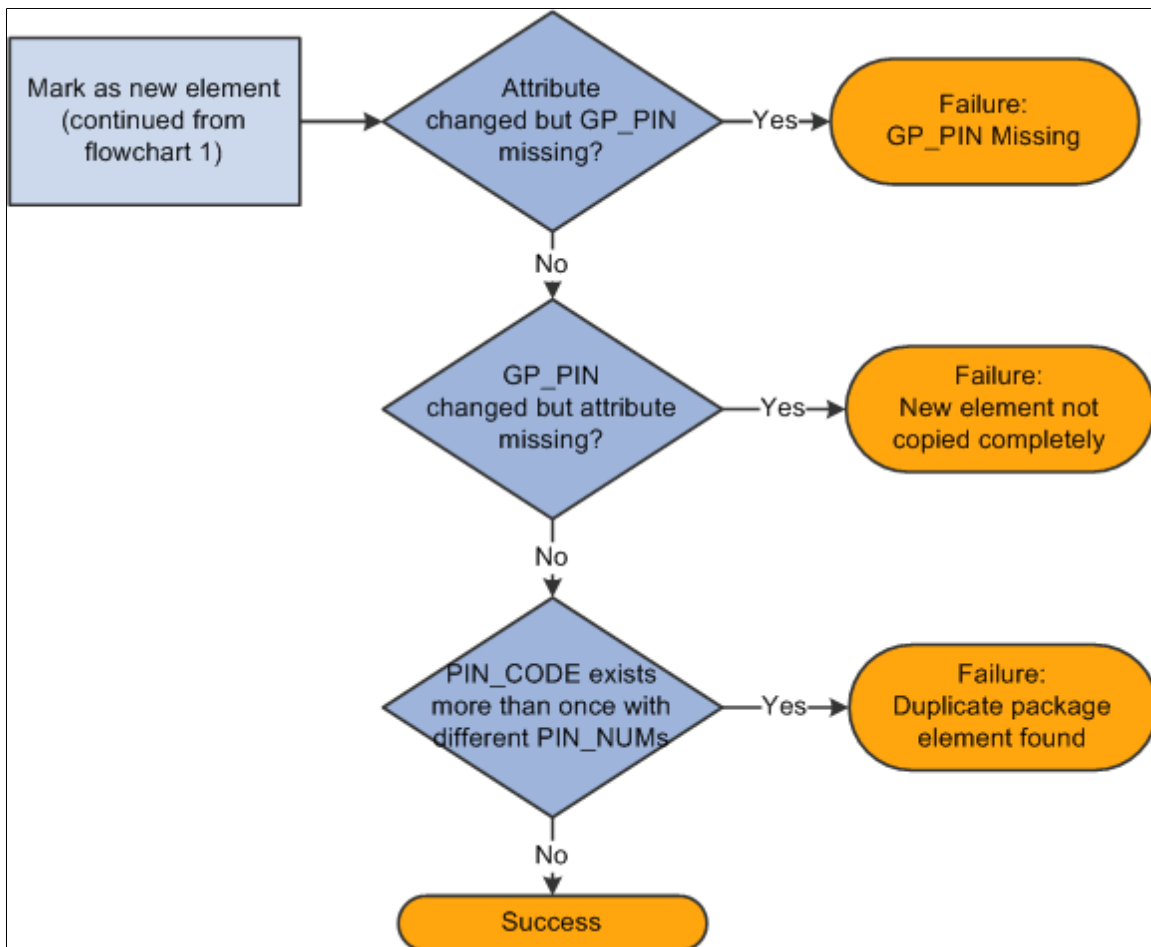 Mark as new element
(continued from
flowchart 1)
Attribute
changed but GP_PIN
missing?
Yes
Failure:
GP_PIN Missing
No
GP_PIN
changed but attribute
missing?
Yes
Failure:
New element not
copied completely
No
PIN_CODE exists
more than once with
different PIN_NUMs
Yes
Failure:
Duplicate package
element found
No
Success